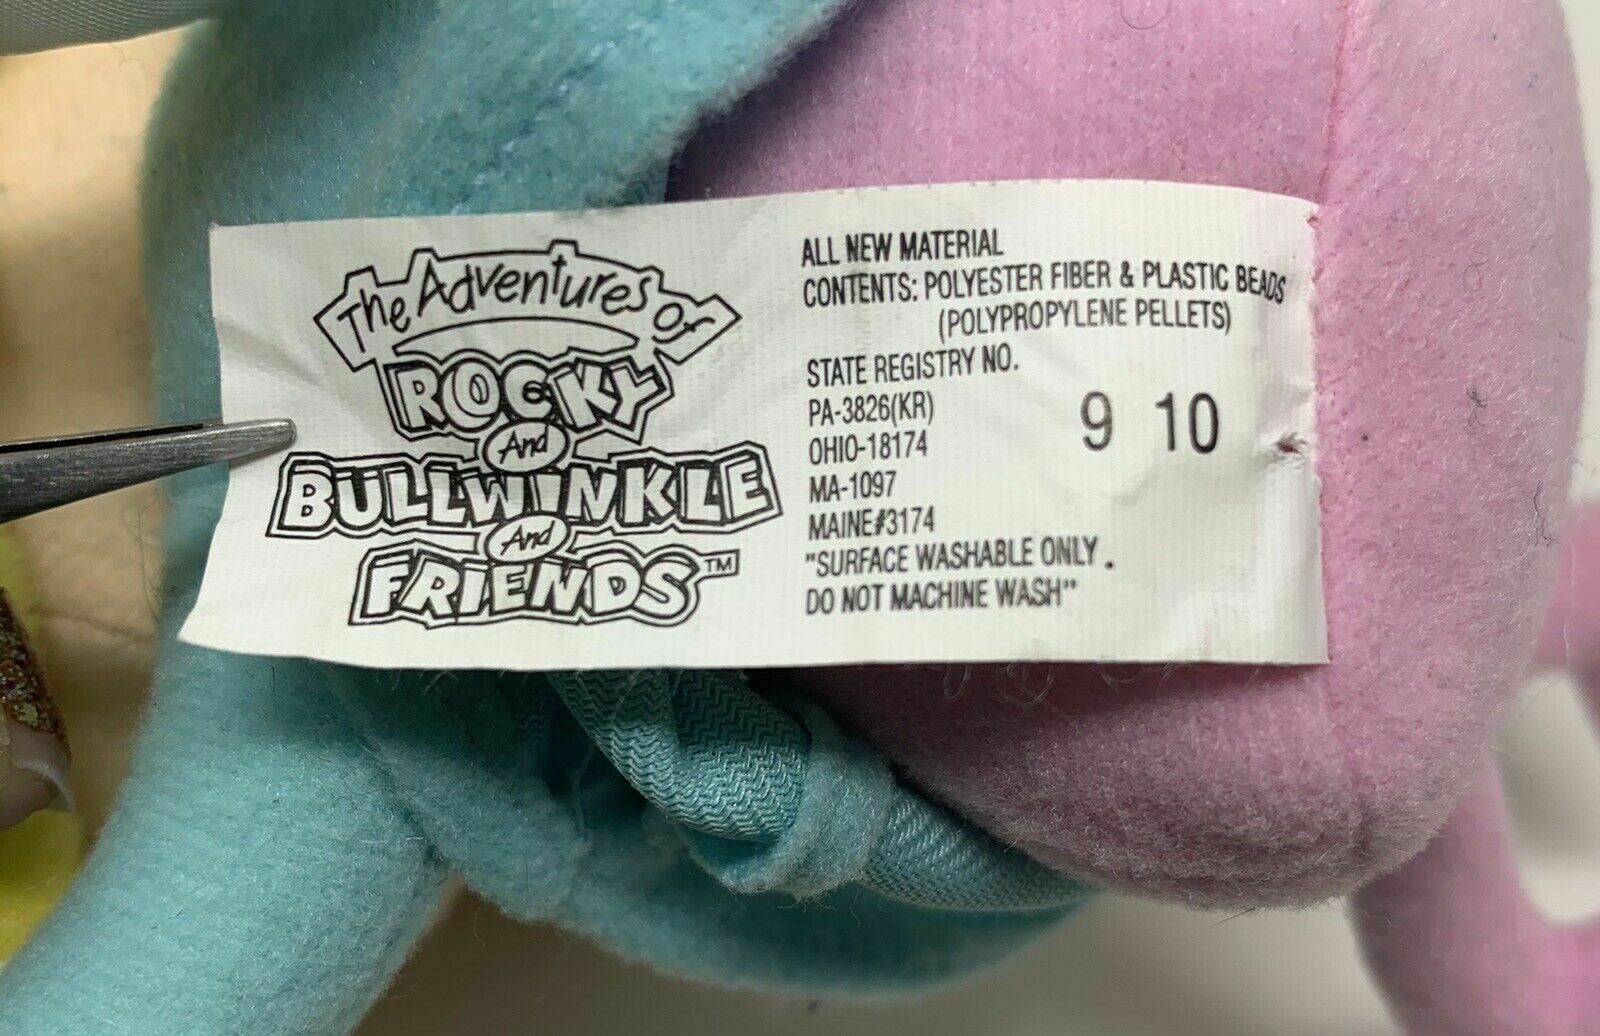 The Adventures of
ROCKY
And
BULLWINKLE
And
FRIENDS™
ALL NEW MATERIAL
CONTENTS: POLYESTER FIBER & PLASTIC BEADS
(POLYPROPYLENE PELLETS)
STATE REGISTRY NO.
PA-3826(KR)
OHIO-18174
MA-1097
MAINE#3174
9 10
"SURFACE WASHABLE ONLY .
DO NOT MACHINE WASH"